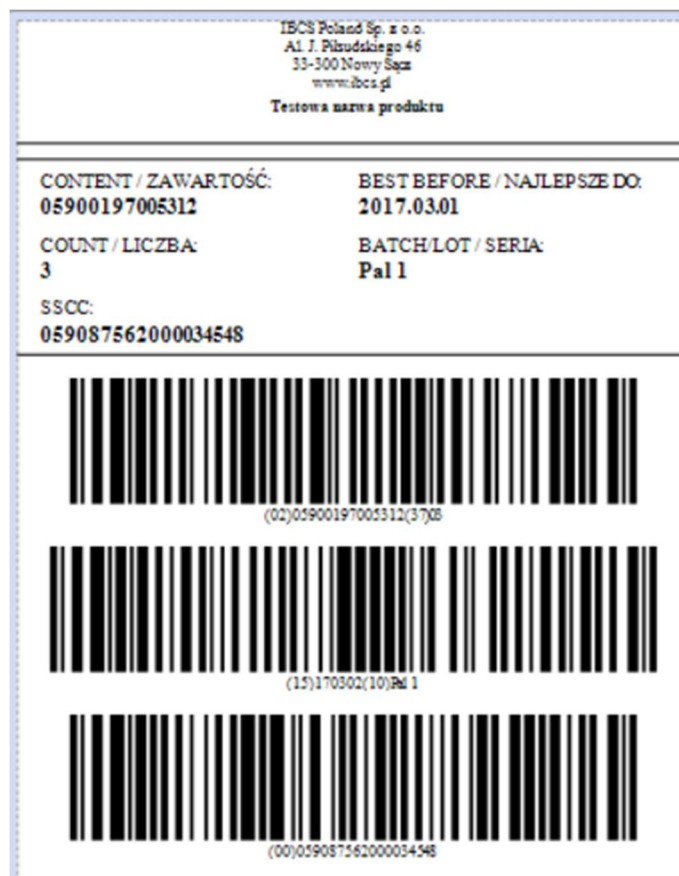 IBCS Poland Sp. z o.o.
Al. J. Piłsudskiego 46
33-300 Nowy Sącz
www.ibcs.pl
Testowa nazwa produktu
CONTENT / ZAWARTOŚĆ: BEST BEFORE / NAJLEPSZE DO:
05900197005312 2017.03.01
COUNT / LICZBA: BATCH/LOT / SERIA:
3 Pal 1
SSCC:
059087562000034548
(02)05900197005312(37)03
(15)170302(10)Pal 1
(00)059087562000034548